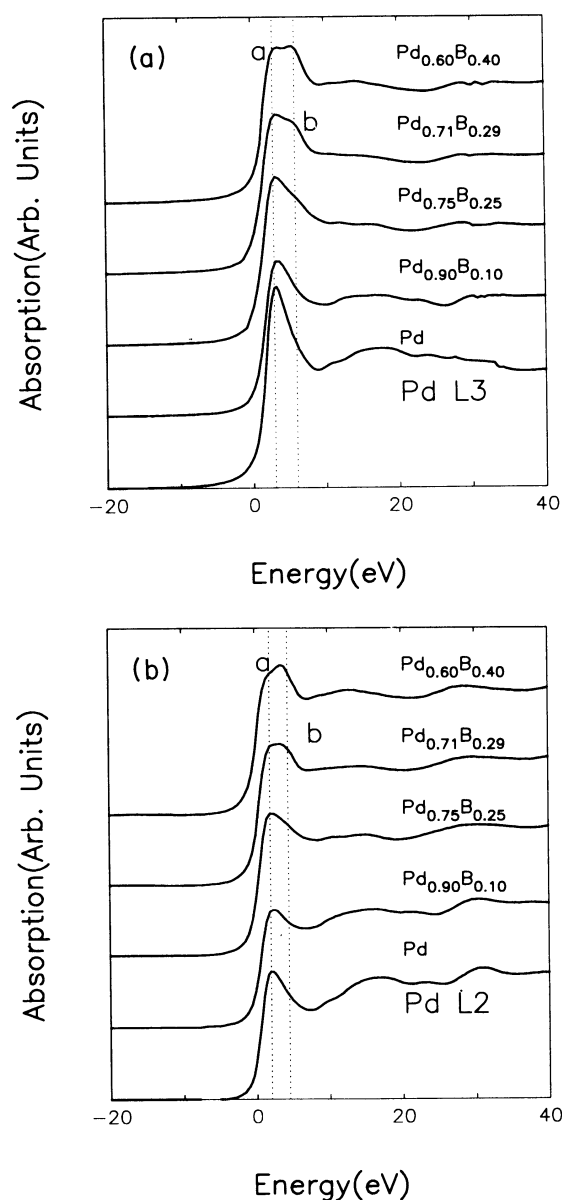 (a)
a
b
Pd0.60B0.40
Pd0.71B0.29
Pd0.75B0.25
Pd0.90B0.10
Pd
Pd L3
Absorption(Arb. Units)
−20
0
20
40
Energy(eV)
(b)
a
b
Pd0.60B0.40
Pd0.71B0.29
Pd0.75B0.25
Pd0.90B0.10
Pd
Pd L2
Absorption(Arb. Units)
−20
0
20
40
Energy(eV)